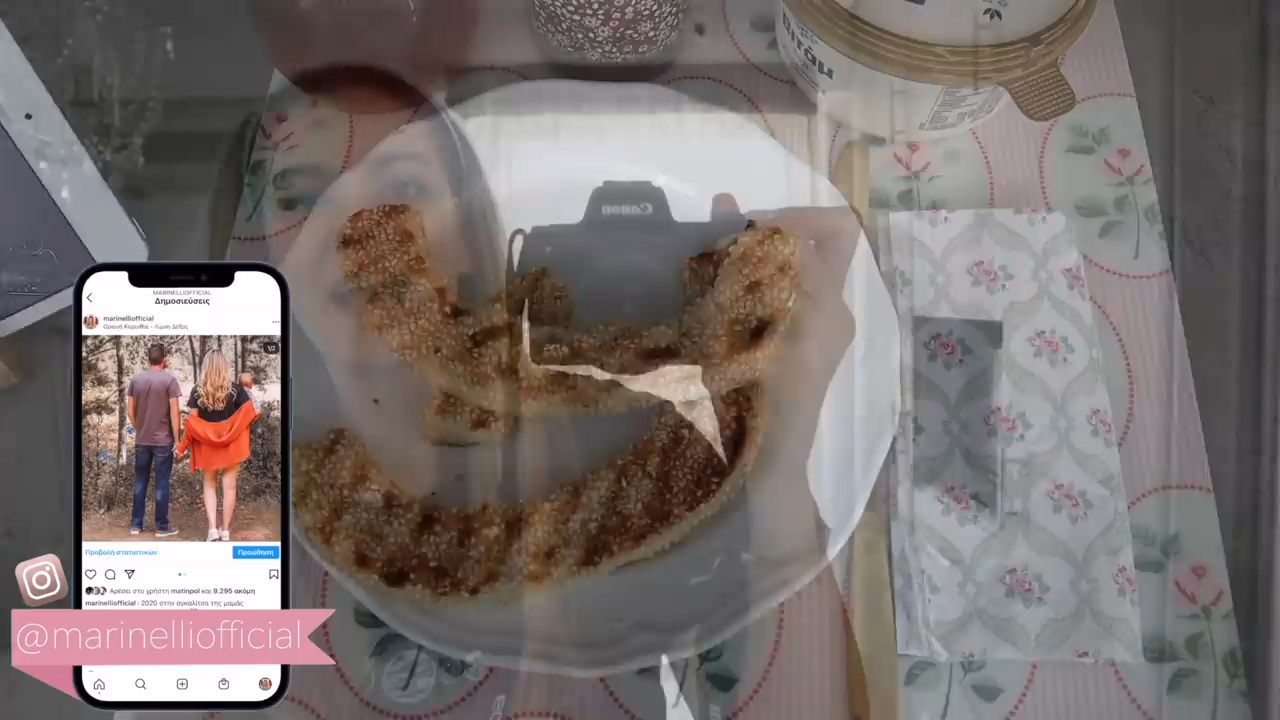 Canon
Βιτάμ
MARINELLIOFFICIAL
Δημοσιεύσεις
marinelliofficial
Ορεινή Κορινθία - Λίμνη Δόξας
1/2
Προβολή στατιστικών
Προώθηση
Αρέσει στο χρήστη matinpol και 9.295 ακόμη
marinelliofficial : 2020 στην αγκαλίτσα της μαμάς
@marinelliofficial